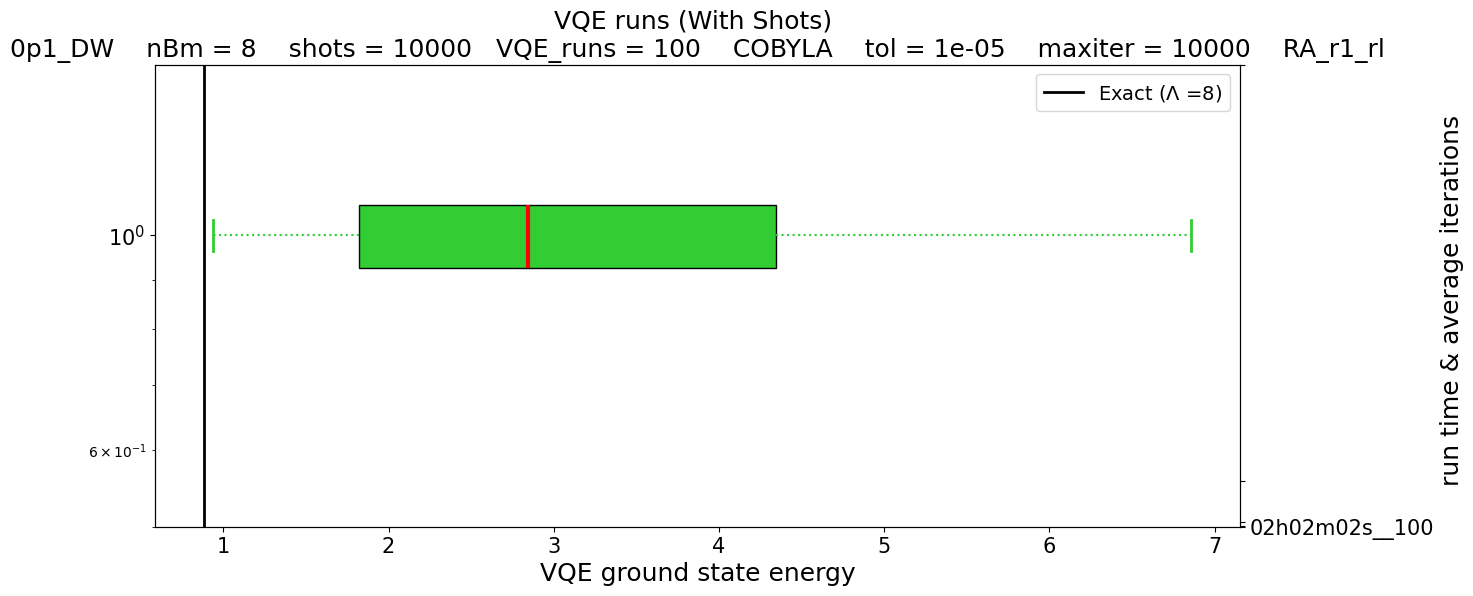 VQE runs (With Shots)
0p1_DW nBm = 8 shots = 10000 VQE_runs = 100 COBYLA tol = 1e-05 maxiter = 10000 RA_r1_rl
Exact (Λ =8)
10⁰
6 × 10⁻¹
1 2 3 4 5 6 7
VQE ground state energy
02h02m02s__100
run time & average iterations